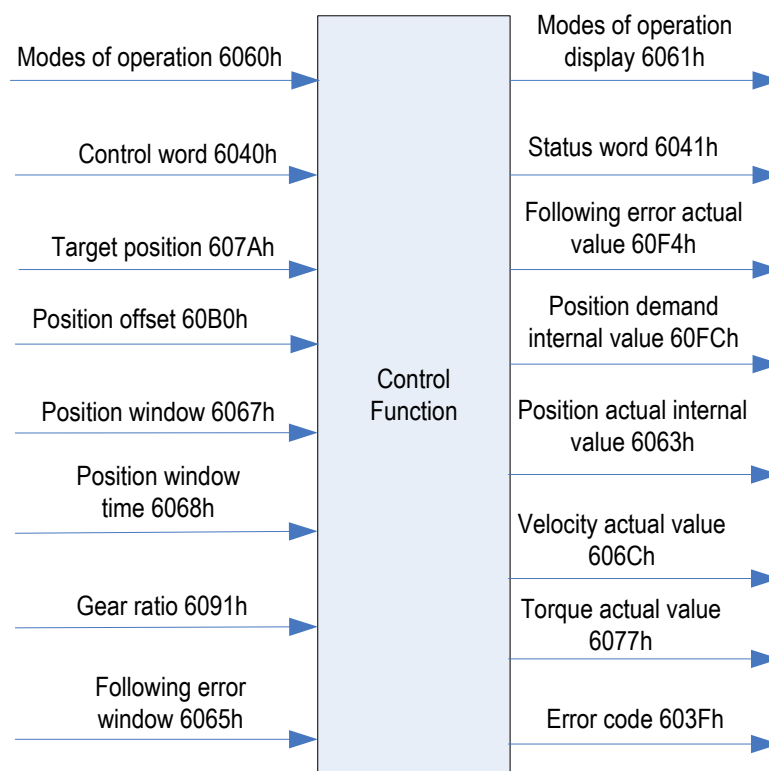 Modes of operation 6060h
Control word 6040h
Target position 607Ah
Position offset 60B0h
Position window 6067h
Position window
time 6068h
Gear ratio 6091h
Following error
window 6065h
Control
Function
Modes of operation
display 6061h
Status word 6041h
Following error actual
value 60F4h
Position demand
internal value 60FCh
Position actual internal
value 6063h
Velocity actual value
606Ch
Torque actual value
6077h
Error code 603Fh